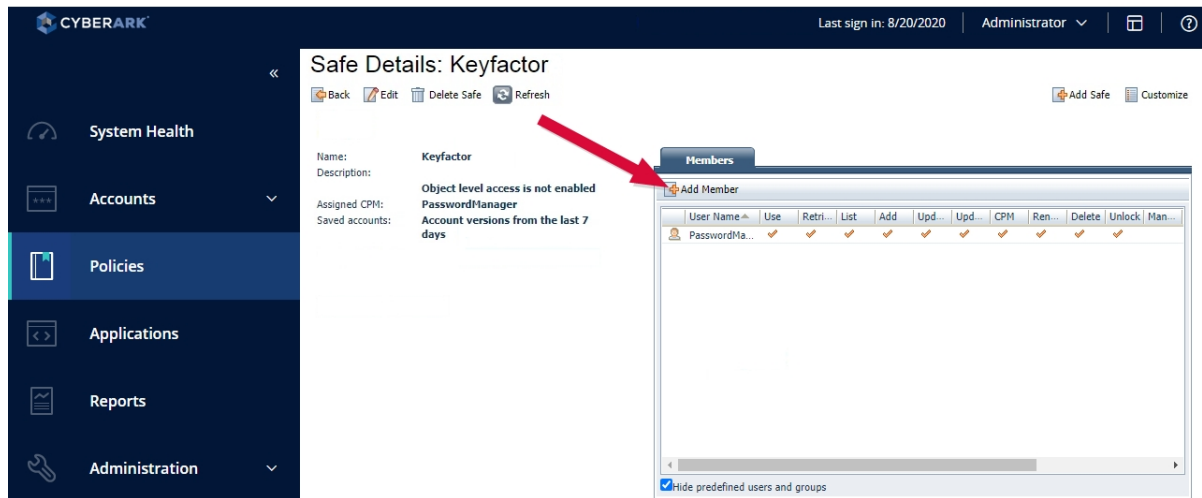 CYBERARK
Last sign in: 8/20/2020
Administrator
«
System Health
Accounts
Policies
Applications
Reports
Administration
Safe Details: Keyfactor
Back Edit Delete Safe Refresh
Add Safe Customize
Name: Keyfactor
Description:
Object level access is not enabled
Assigned CPM: PasswordManager
Saved accounts: Account versions from the last 7
days
Members
Add Member
User Name Use Retri... List Add Upd... Upd... CPM Ren... Delete Unlock Man...
PasswordMa...
Hide predefined users and groups